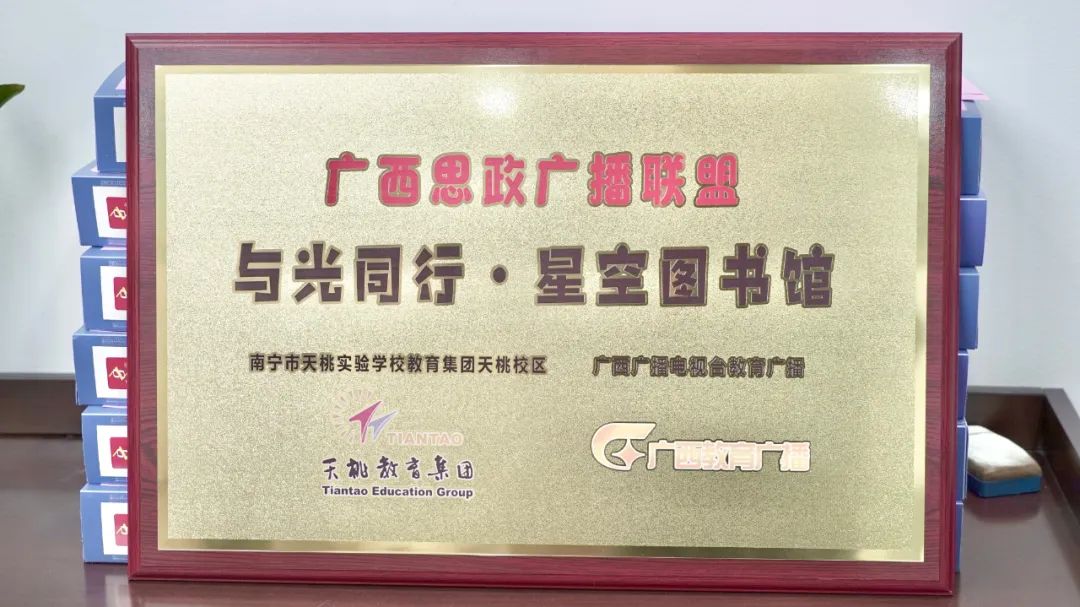 广西思政广播联盟
与光同行·星空图书馆
南宁市天桃实验学校教育集团天桃校区 广西广播电视台教育广播
TIANTAO
天桃教育集团
Tiantao Education Group
广西教育广播